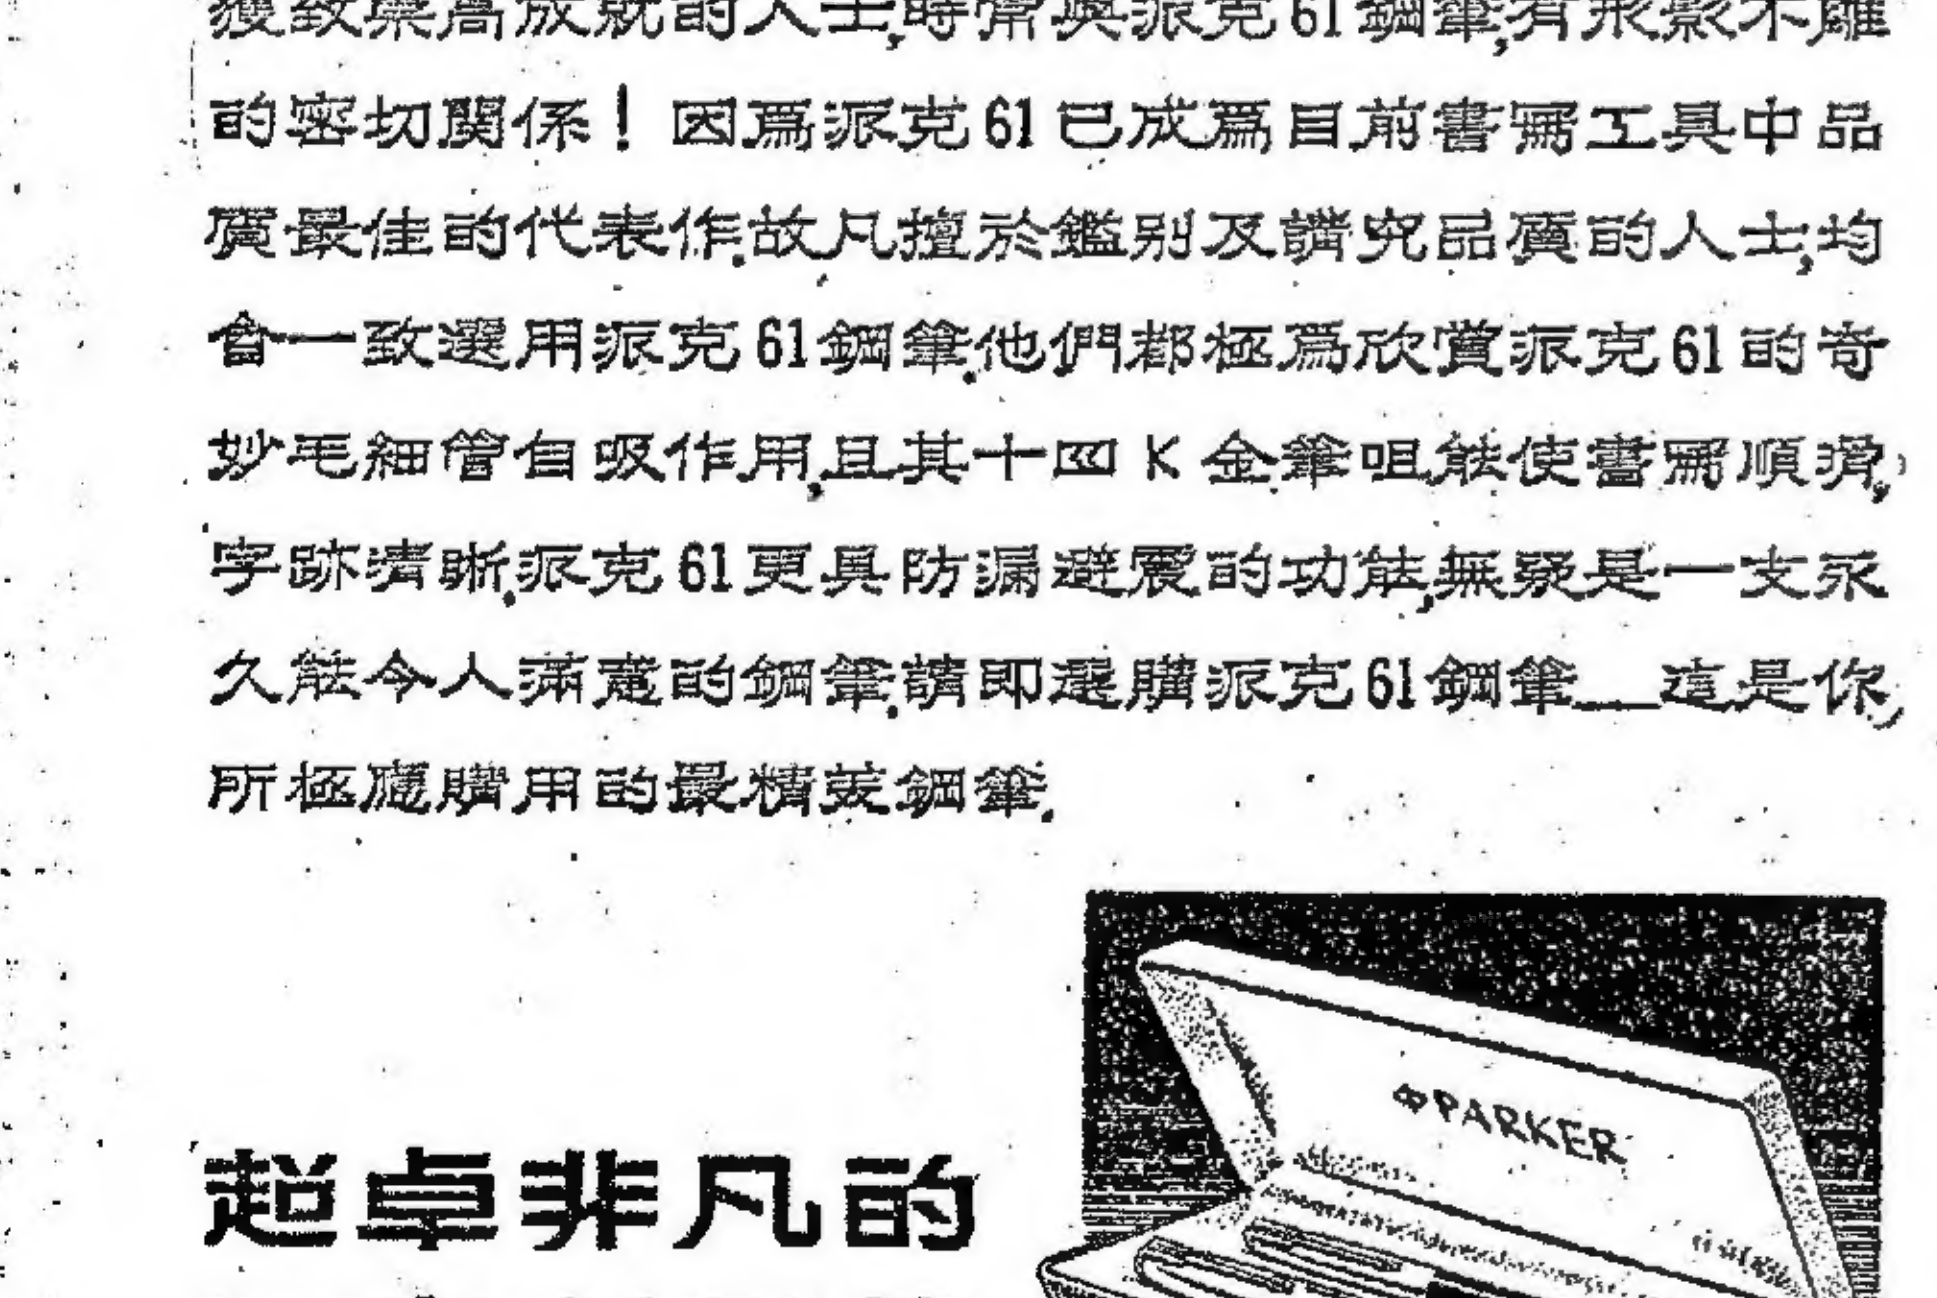 獲致崇高成就的人士,時常與派克61鋼筆,有形影不離
的密切關係！因爲派克61已成爲目前書寫工具中品
質最佳的代表作.故凡擅於鑑别及講究品質的人士,均
會一致選用派克61鋼筆.他們都極爲欣賞派克61的奇
妙毛細管自吸作用,且其十四K金筆咀,能使書寫順滑,
字跡清晰.派克61更具防漏避震的功能,無疑是一支永
久能令人滿意的鋼筆.請即選購派克61鋼筆__這是你
所極應購用的最精美鋼筆.
PARKER
超卓非凡的